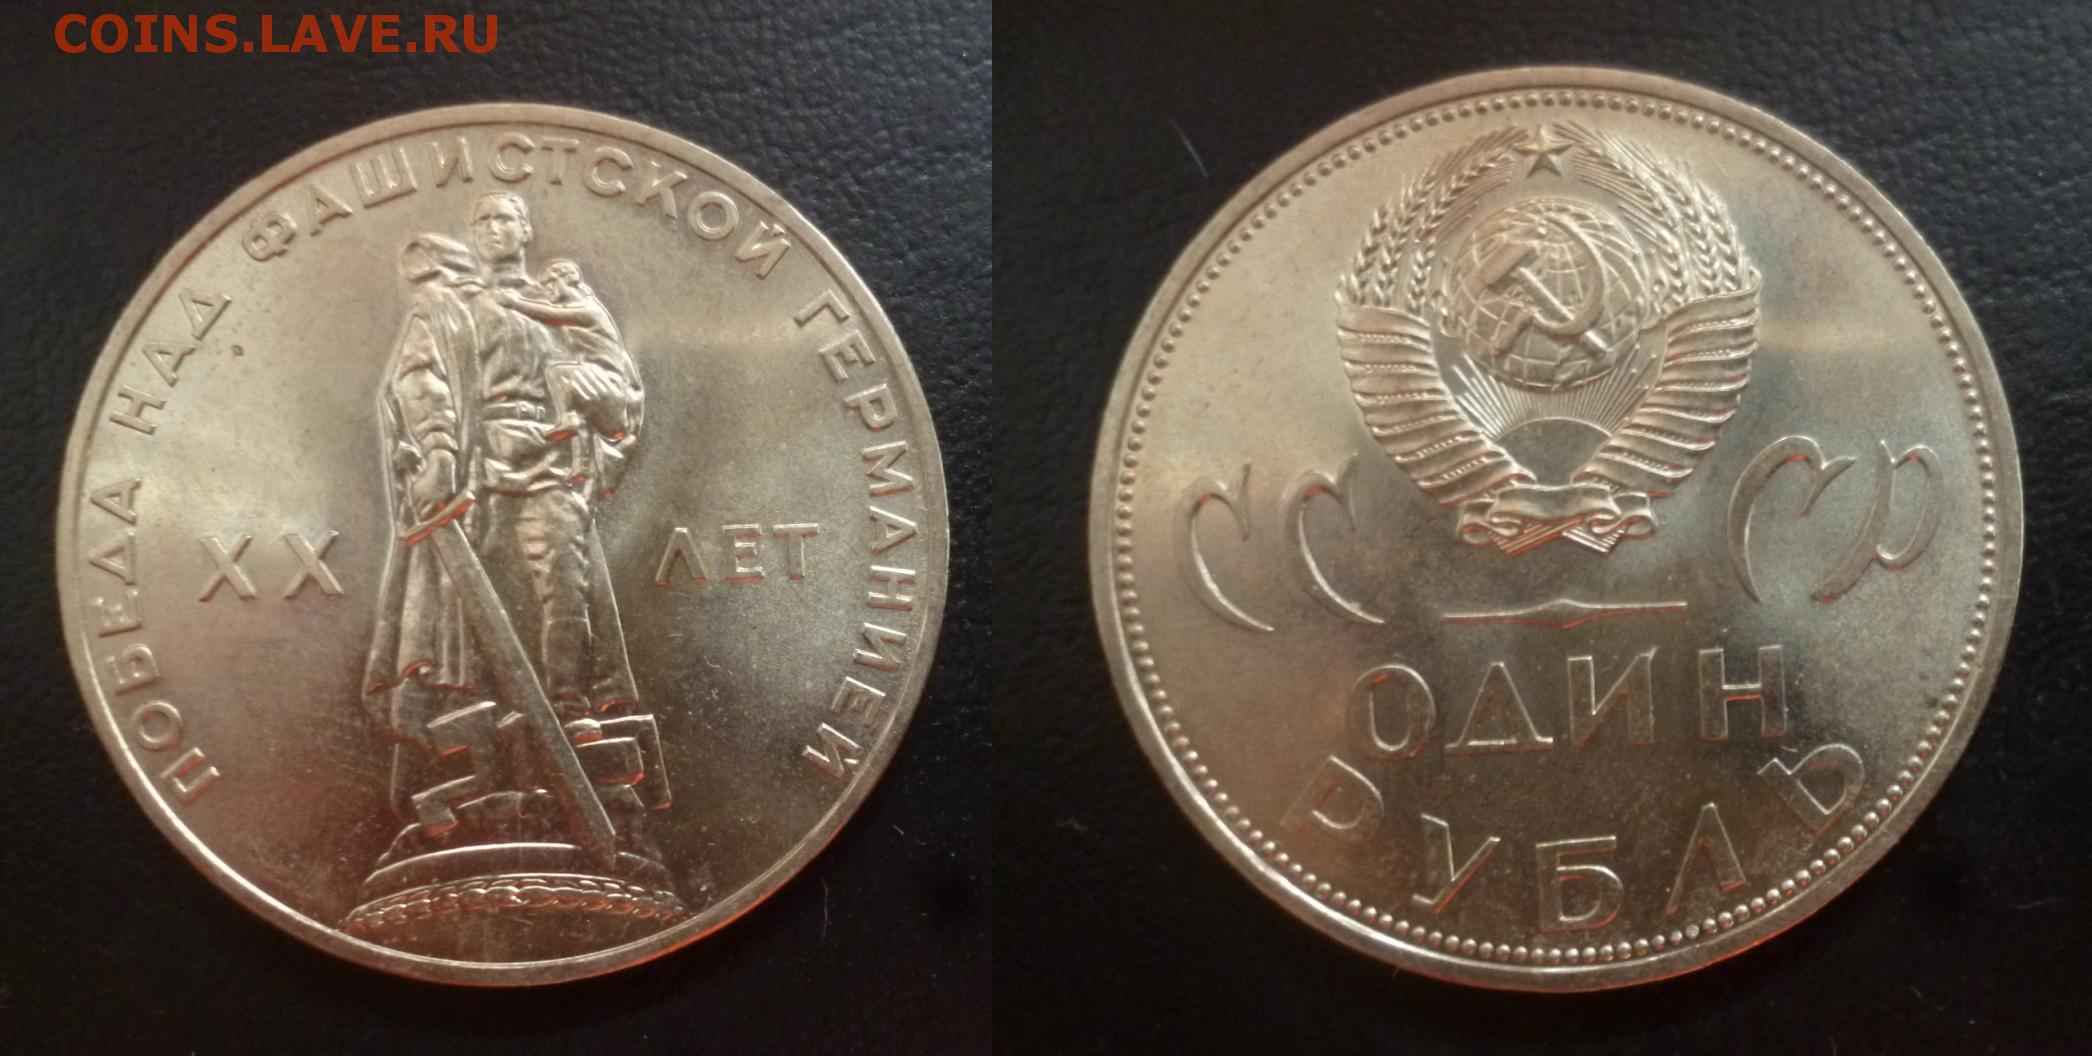 COINS.LAVE.RU
ПОБЕДА НАД ФАШИСТСКОЙ ГЕРМАНИЕЙ
XX ЛЕТ
СССР
ОДИН
РУБЛЬ